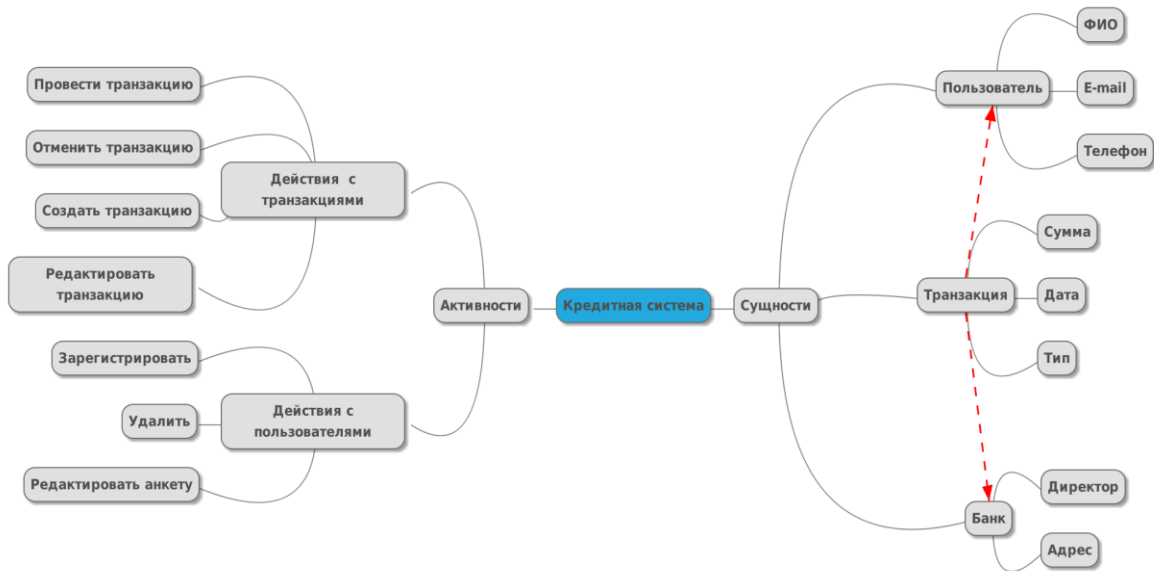 ФИО
Пользователь
E-mail
Телефон
Провести транзакцию
Отменить транзакцию
Действия с
транзакциями
Создать транзакцию
Редактировать
транзакцию
Сумма
Транзакция
Дата
Тип
Активности
Кредитная система
Сущности
Зарегистрировать
Действия с
пользователями
Удалить
Редактировать анкету
Директор
Банк
Адрес